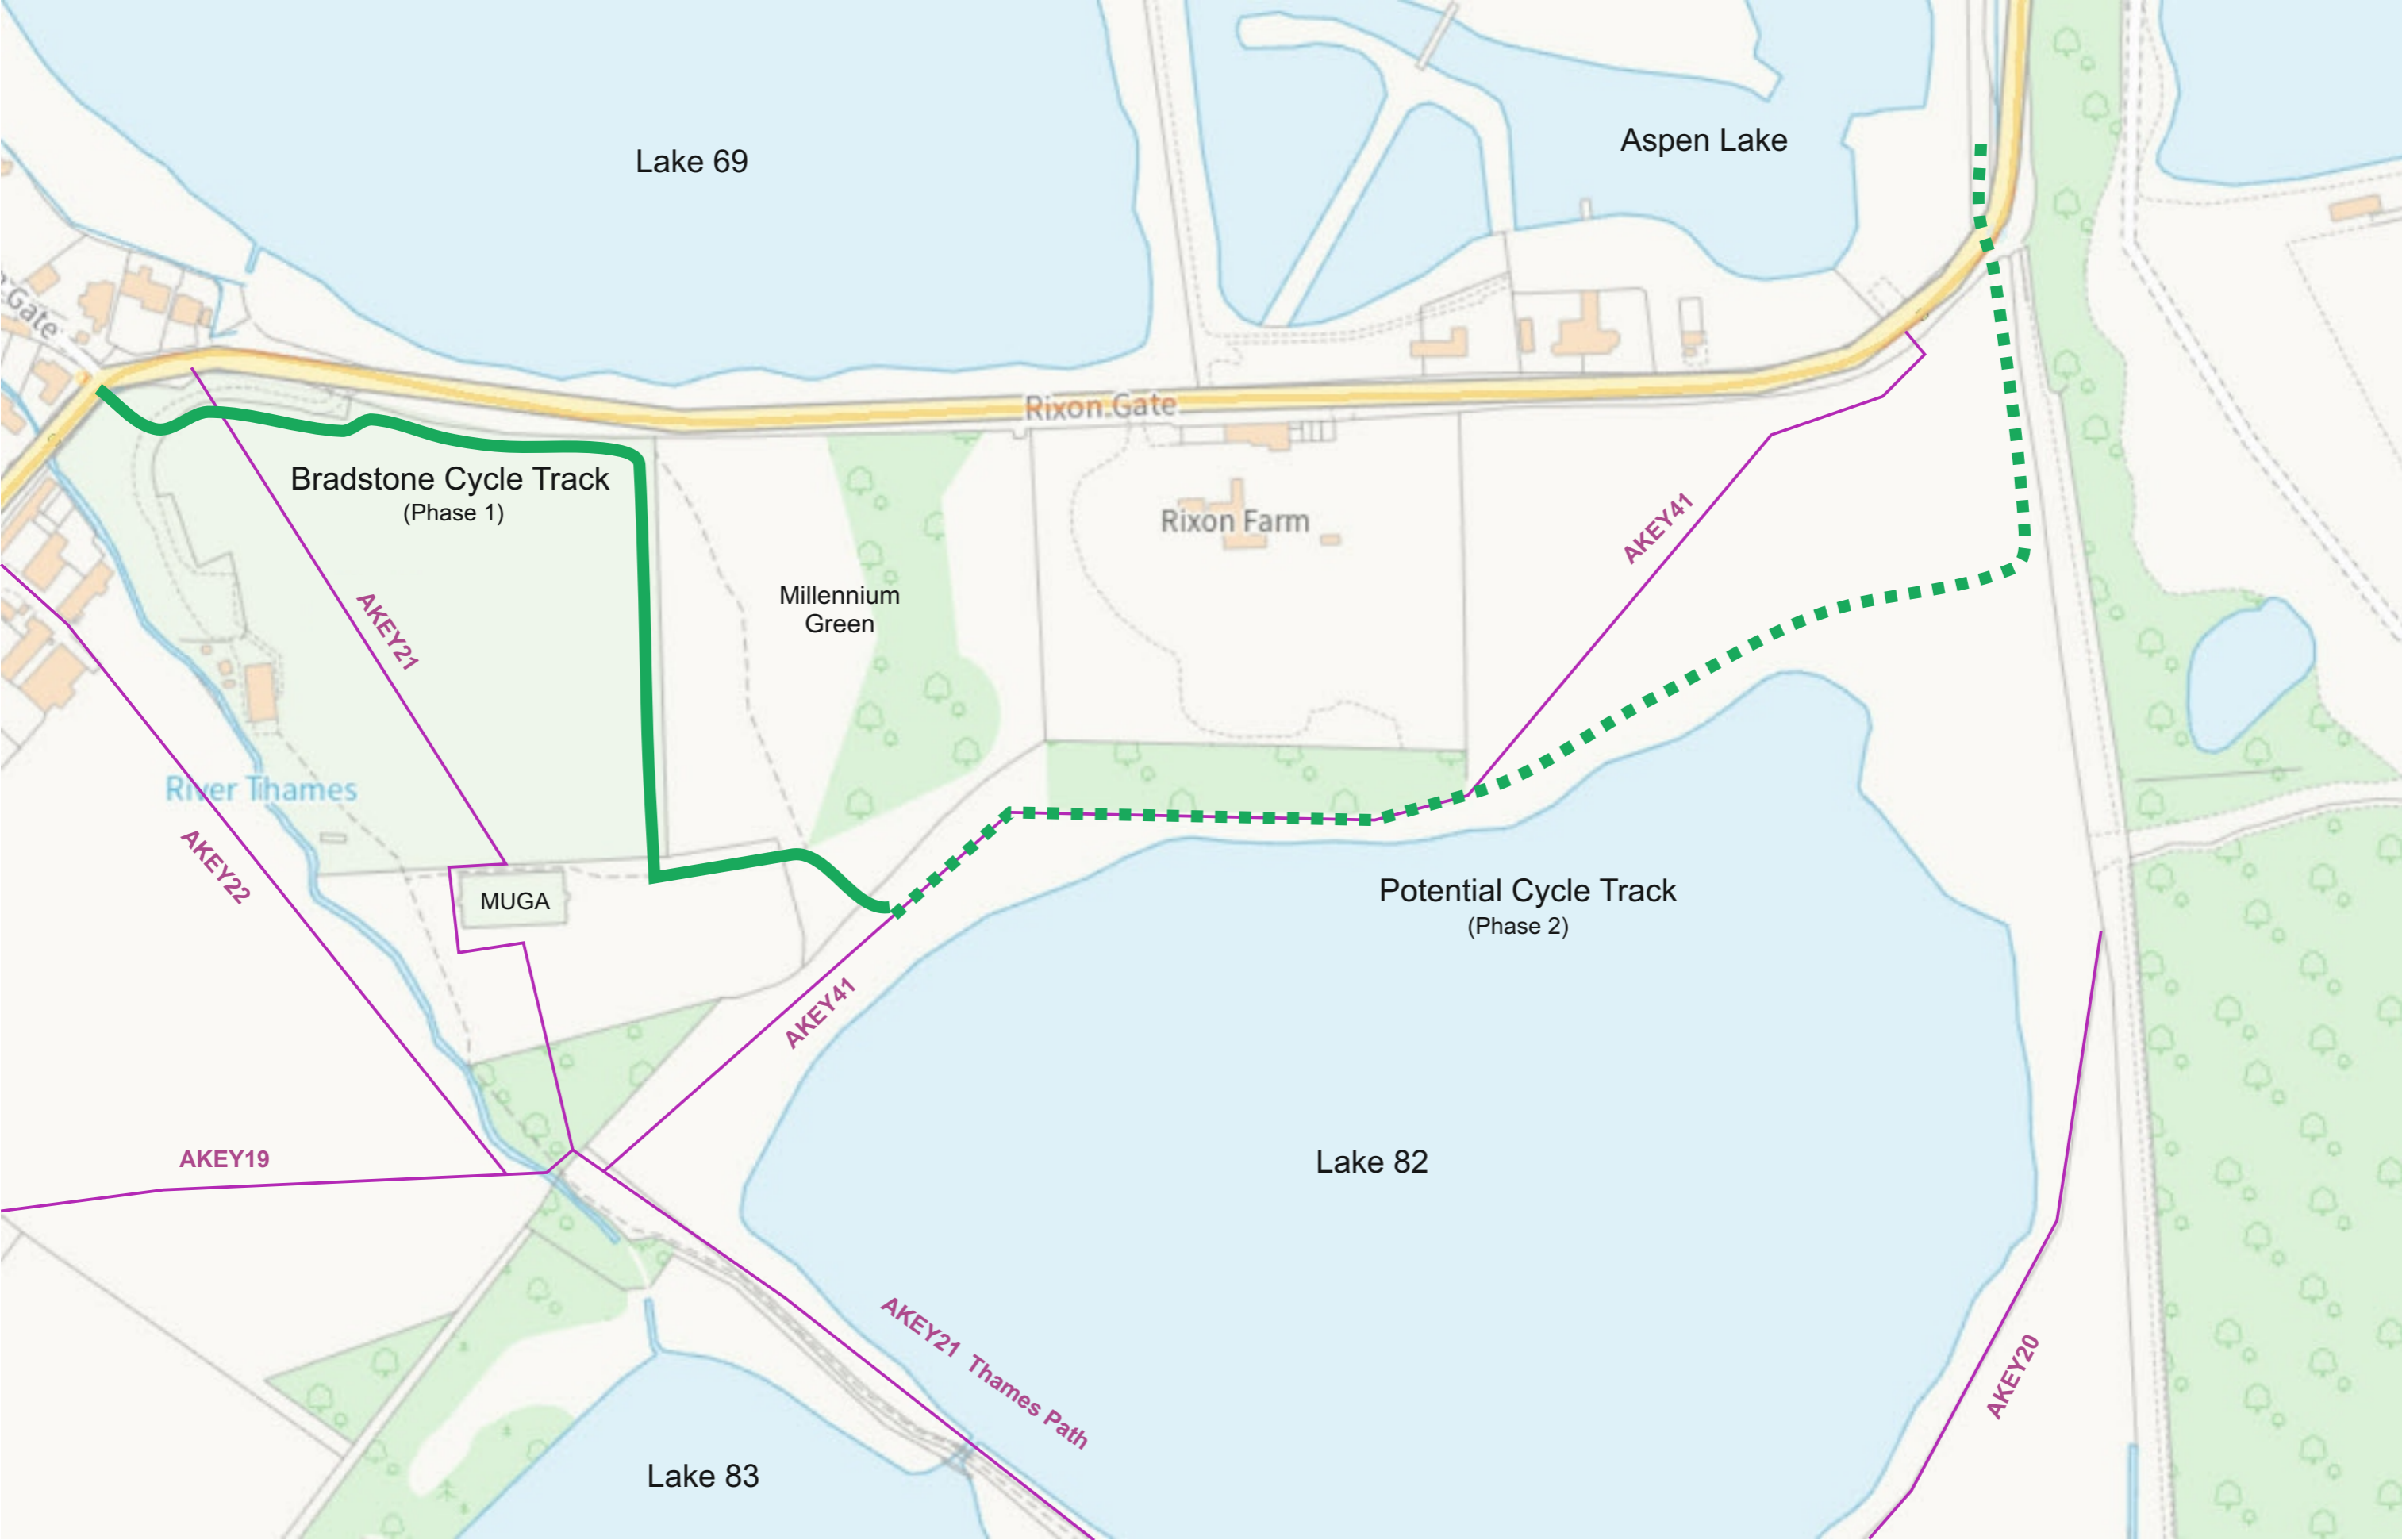 Lake 69
Aspen Lake
Gate
Rixon Gate
Bradstone Cycle Track
(Phase 1)
AKEY41
Rixon Farm
Millennium
Green
AKEY21
River Thames
AKEY22
MUGA
Potential Cycle Track
(Phase 2)
AKEY41
AKEY19
Lake 82
AKEY21 Thames Path
AKEY20
Lake 83